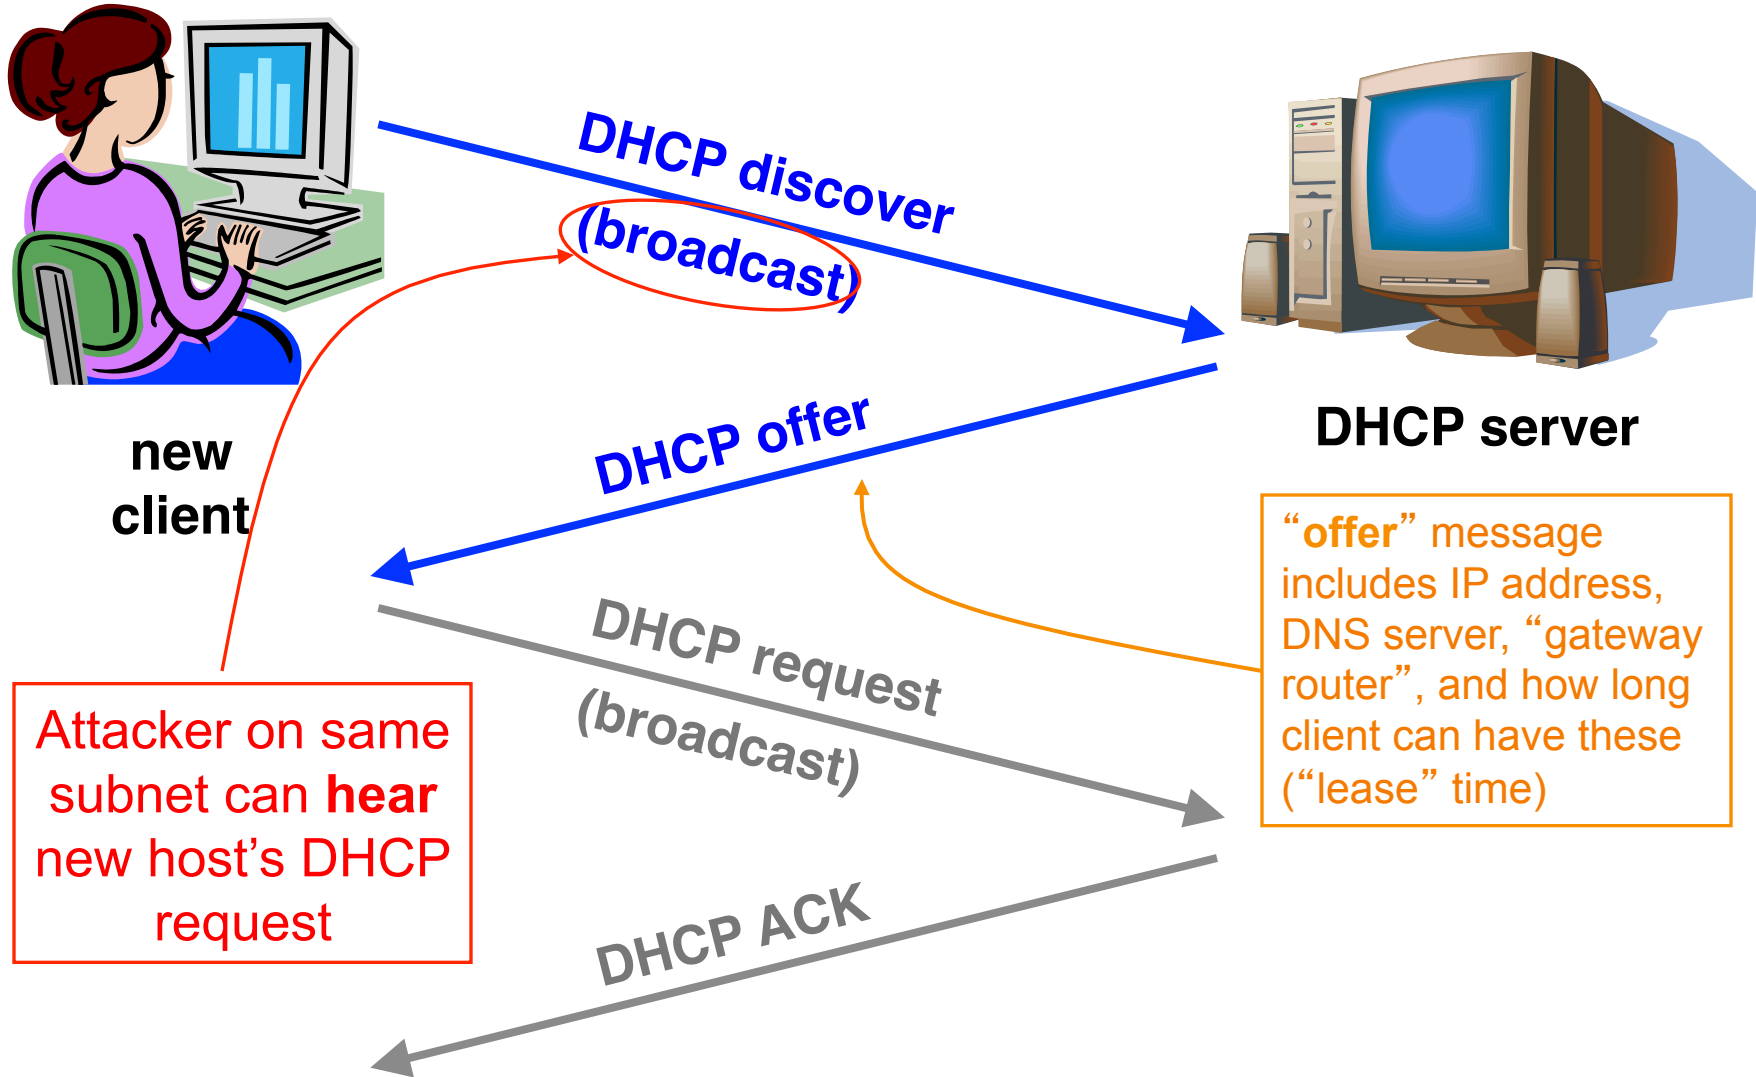 DHCP discover
(broadcast)
DHCP offer
new
client
DHCP server
“offer” message
includes IP address,
DNS server, “gateway
router”, and how long
client can have these
(“lease” time)
DHCP request
(broadcast)
Attacker on same
subnet can hear
new host’s DHCP
request
DHCP ACK